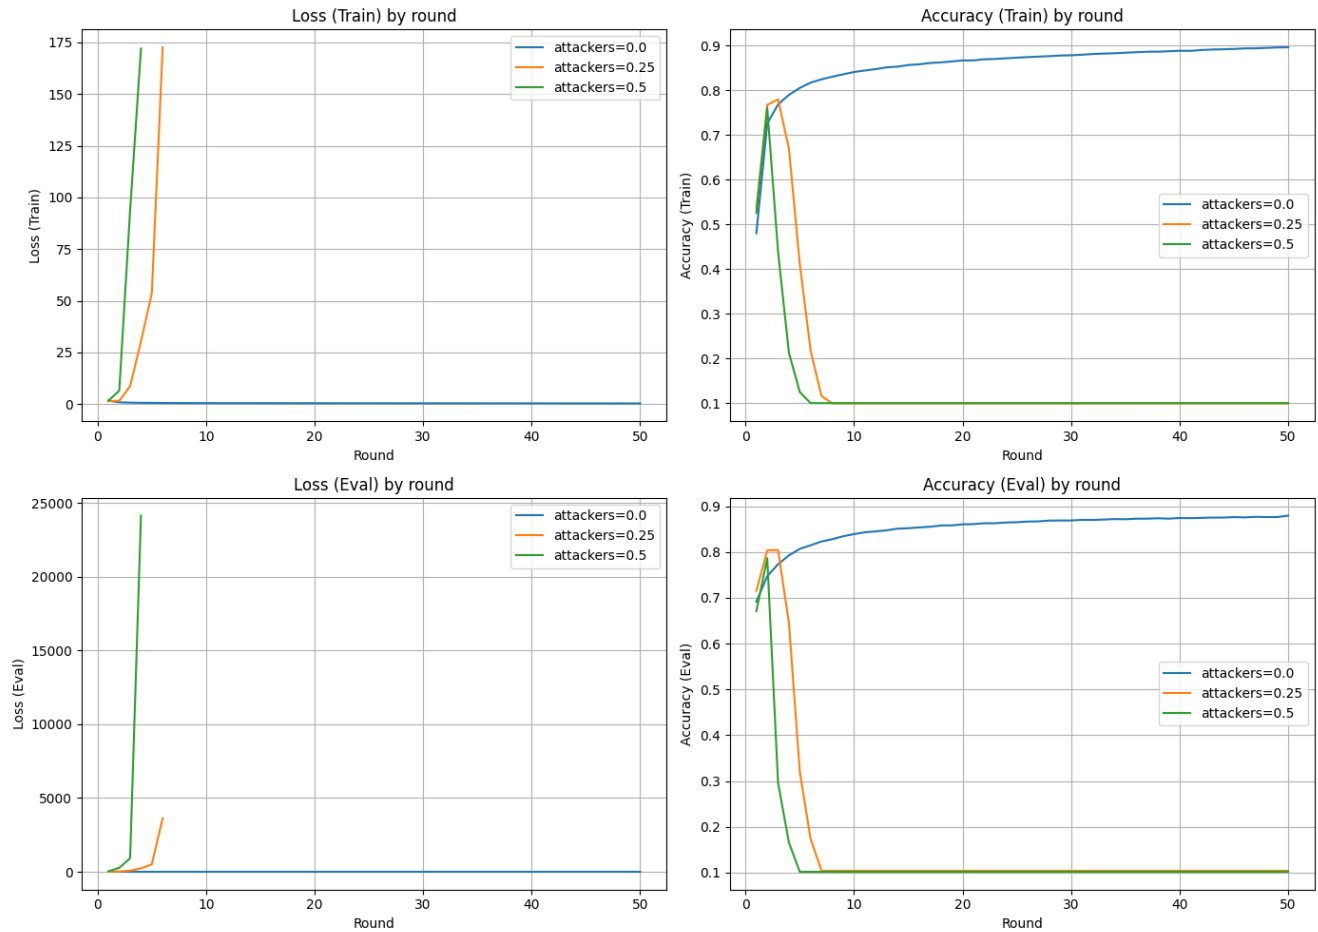 Loss (Train) by round
175
150
125
100
75
50
25
0
Loss (Train)
attackers=0.0
attackers=0.25
attackers=0.5
0 10 20 30 40 50
Round
Accuracy (Train) by round
0.9
0.8
0.7
0.6
0.5
0.4
0.3
0.2
0.1
Accuracy (Train)
attackers=0.0
attackers=0.25
attackers=0.5
0 10 20 30 40 50
Round
Loss (Eval) by round
25000
20000
15000
10000
5000
0
Loss (Eval)
attackers=0.0
attackers=0.25
attackers=0.5
0 10 20 30 40 50
Round
Accuracy (Eval) by round
0.9
0.8
0.7
0.6
0.5
0.4
0.3
0.2
0.1
Accuracy (Eval)
attackers=0.0
attackers=0.25
attackers=0.5
0 10 20 30 40 50
Round